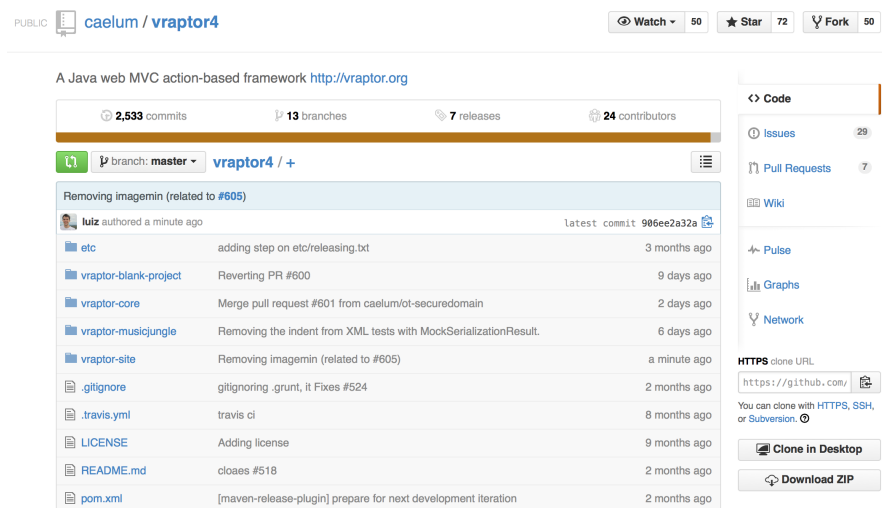 PUBLIC caelum / vraptor4
Watch 50 Star 72 Fork 50
A Java web MVC action-based framework http://vraptor.org
2,533 commits 13 branches 7 releases 24 contributors
branch: master vraptor4 / +
Removing imagemin (related to #605)
luiz authored a minute ago latest commit 906ee2a32a
etc adding step on etc/releasing.txt 3 months ago
vraptor-blank-project Reverting PR #600 9 days ago
vraptor-core Merge pull request #601 from caelum/ot-securedomain 2 days ago
vraptor-musicjungle Removing the indent from XML tests with MockSerializationResult. 6 days ago
vraptor-site Removing imagemin (related to #605) a minute ago
.gitignore gitignoring .grunt, it Fixes #524 2 months ago
.travis.yml travis ci 8 months ago
LICENSE Adding license 9 months ago
README.md cloaes #518 2 months ago
pom.xml [maven-release-plugin] prepare for next development iteration 2 months ago
Code
Issues 29
Pull Requests 7
Wiki
Pulse
Graphs
Network
HTTPS clone URL
https://github.com/
You can clone with HTTPS, SSH,
or Subversion.
Clone in Desktop
Download ZIP